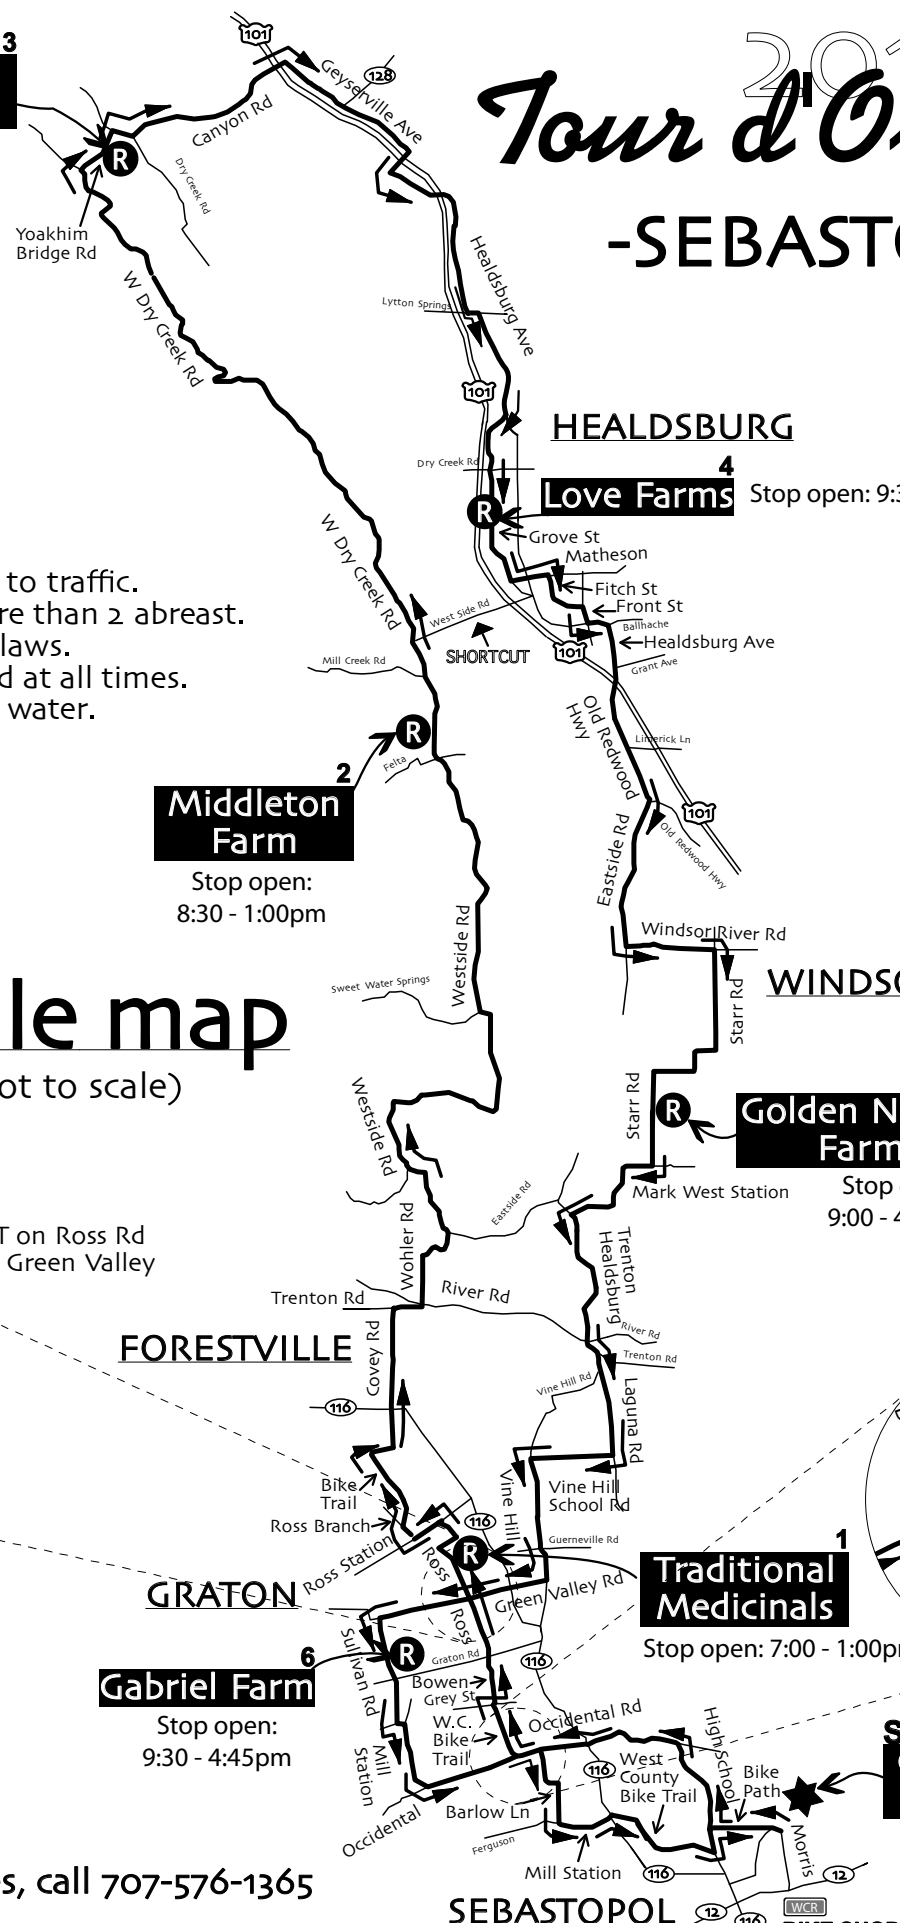 201
Tour d'O
-SEBASTO
3
101
128
Geyserville Ave
Canyon Rd
R
Dry Creek Rd
Yoakhim
Bridge Rd
W Dry Creek Rd
Healdsburg Ave
Lytton Springs
101
HEALDSBURG
4
Love Farms
Stop open: 9:3
Dry Creek Rd
R
Grove St
Matheson
Fitch St
Front St
Ballhache
Healdsburg Ave
Grant Ave
W Dry Creek Rd
West Side Rd
SHORTCUT
101
Mill Creek Rd
to traffic.
re than 2 abreast.
laws.
d at all times.
water.
R
Felta
2
Middleton
Farm
Stop open:
8:30 - 1:00pm
Old Redwood
Hwy
Limerick Ln
101
Old Redwood Hwy
Eastside Rd
Windsor River Rd
WINDSO
Starr Rd
Westside Rd
Sweet Water Springs
le map
ot to scale)
Starr Rd
R
Golden N
Farm
Stop
9:00 - 4
Mark West Station
Westside Rd
Eastside Rd
Wohler Rd
T on Ross Rd
Green Valley
Trenton
Healdsburg
River Rd
Trenton Rd
River Rd
Trenton Rd
FORESTVILLE
Covey Rd
Vine Hill Rd
Laguna Rd
116
Bike
Trail
Ross Branch
Ross Station
Vine Hill
Vine Hill
School Rd
116
Guerneville Rd
Ross
R
1
Traditional
Medicinals
Stop open: 7:00 - 1:00p
Green Valley Rd
GRATON
Ross
Sullivan Rd
R
Graton Rd
116
6
Gabriel Farm
Stop open:
9:30 - 4:45pm
Bowen
Grey St
W.C.
Bike
Trail
Occidental Rd
High School
Mill
Station
116
West
County
Bike Trail
Bike
Path
S
Occidental
Barlow Ln
Ferguson
Mill Station
Morris
116
12
s, call 707-576-1365
SEBASTOPOL
12
116
WCR